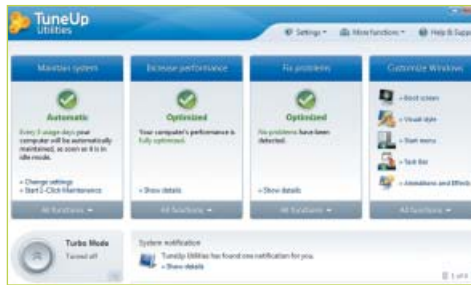 TuneUp
Utilities
Settings
More functions
Help & Supp
Maintain system
Increase performance
Fix problems
Customize Windows
Automatic
Every 3 usage days your
computer will be automatically
maintained, as soon as it is in
idle mode.
» Change settings
» Start 1-Click Maintenance
All functions
Optimized
Your computer's performance is
fully optimized.
» Show details
All functions
Optimized
No problems have been
detected.
» Show details
All functions
» Boot screen
» Visual style
» Start menu
» Task Bar
» Animations and Effects
All functions
Turbo Mode
Turned off
System notification
TuneUp Utilities has found one notification for you.
» Show details
1 of